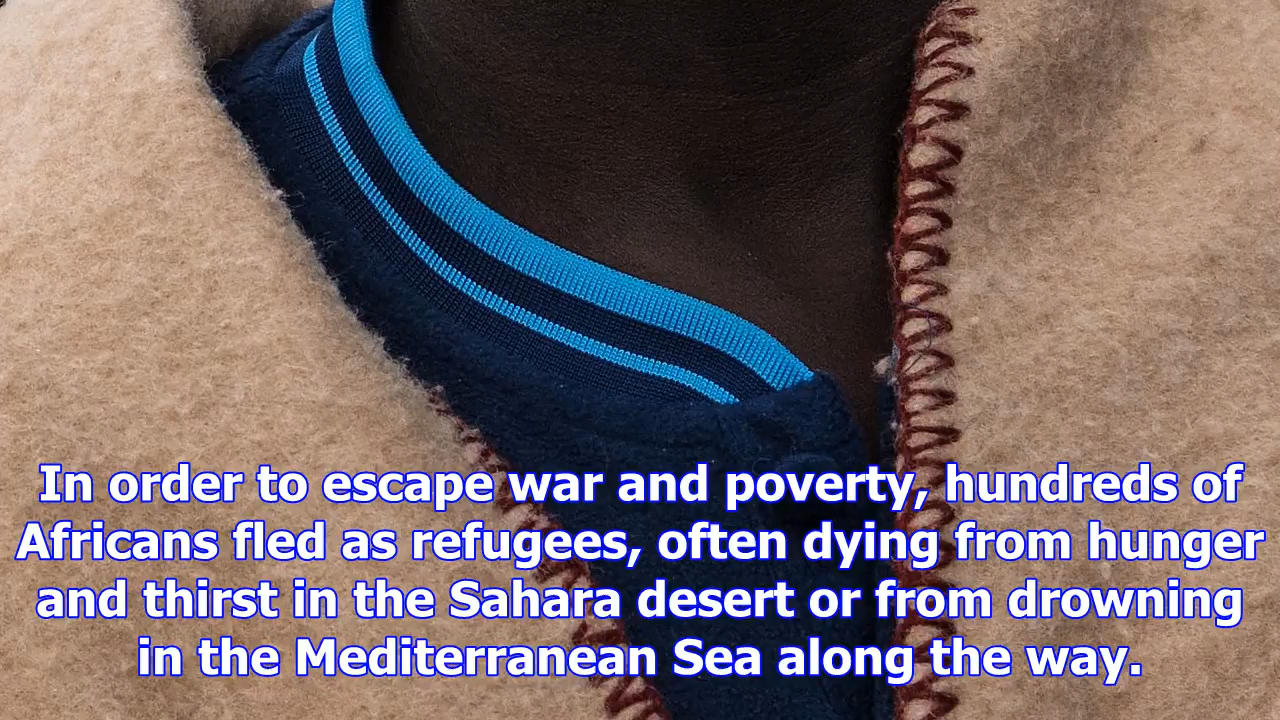 In order to escape war and poverty, hundreds of
Africans fled as refugees, often dying from hunger
and thirst in the Sahara desert or from drowning
in the Mediterranean Sea along the way.